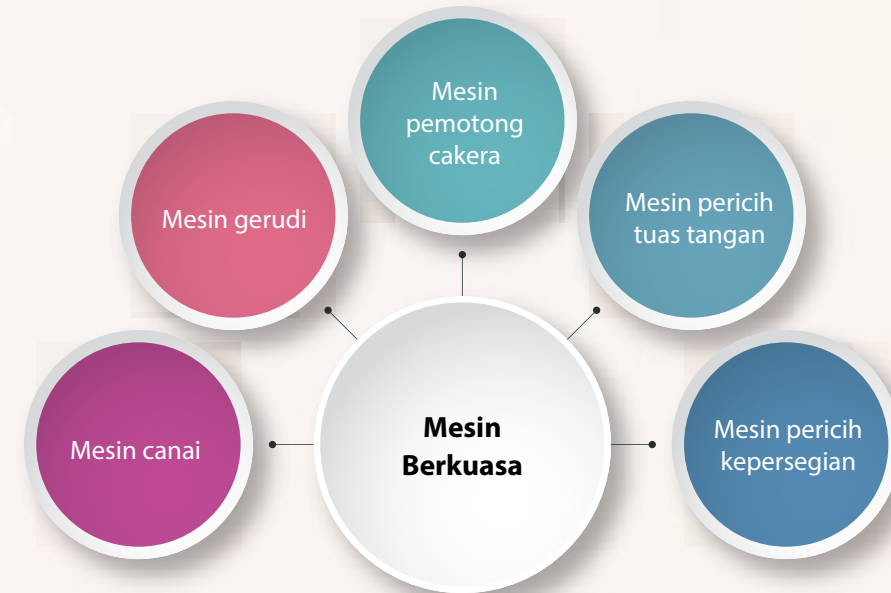 Mesin
pemotong
cakera
Mesin gerudi
Mesin pericih
tuas tangan
Mesin canai
Mesin
Berkuasa
Mesin pericih
kepersegian